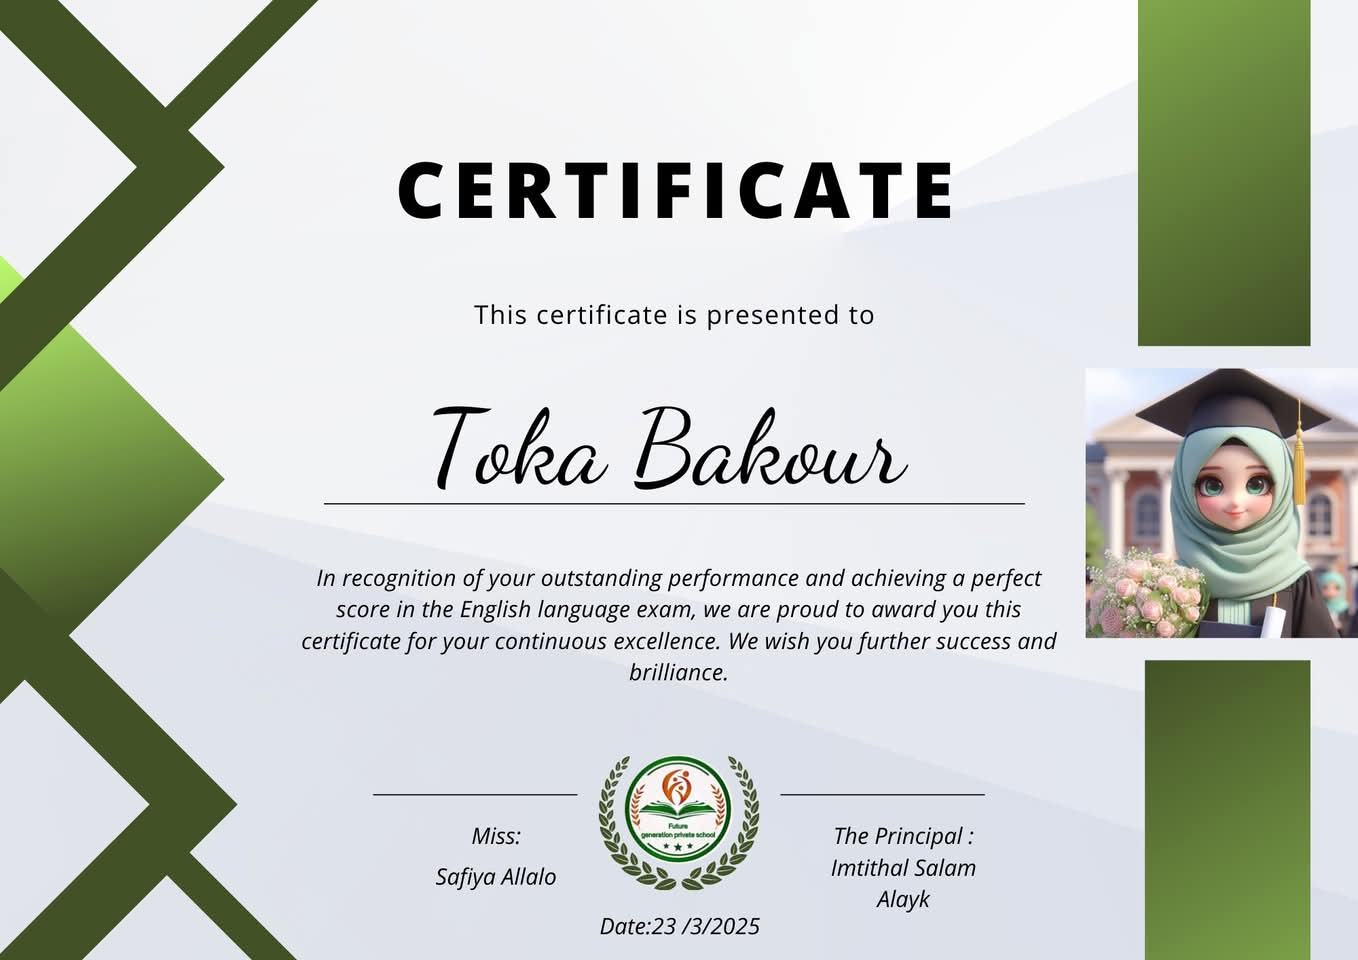 CERTIFICATE
This certificate is presented to
Toka Bakour
In recognition of your outstanding performance and achieving a perfect
score in the English language exam, we are proud to award you this
certificate for your continuous excellence. We wish you further success and
brilliance.
Future
generation private school
Miss:
Safiya Allalo
The Principal :
Imtithal Salam
Alayk
Date:23 /3/2025